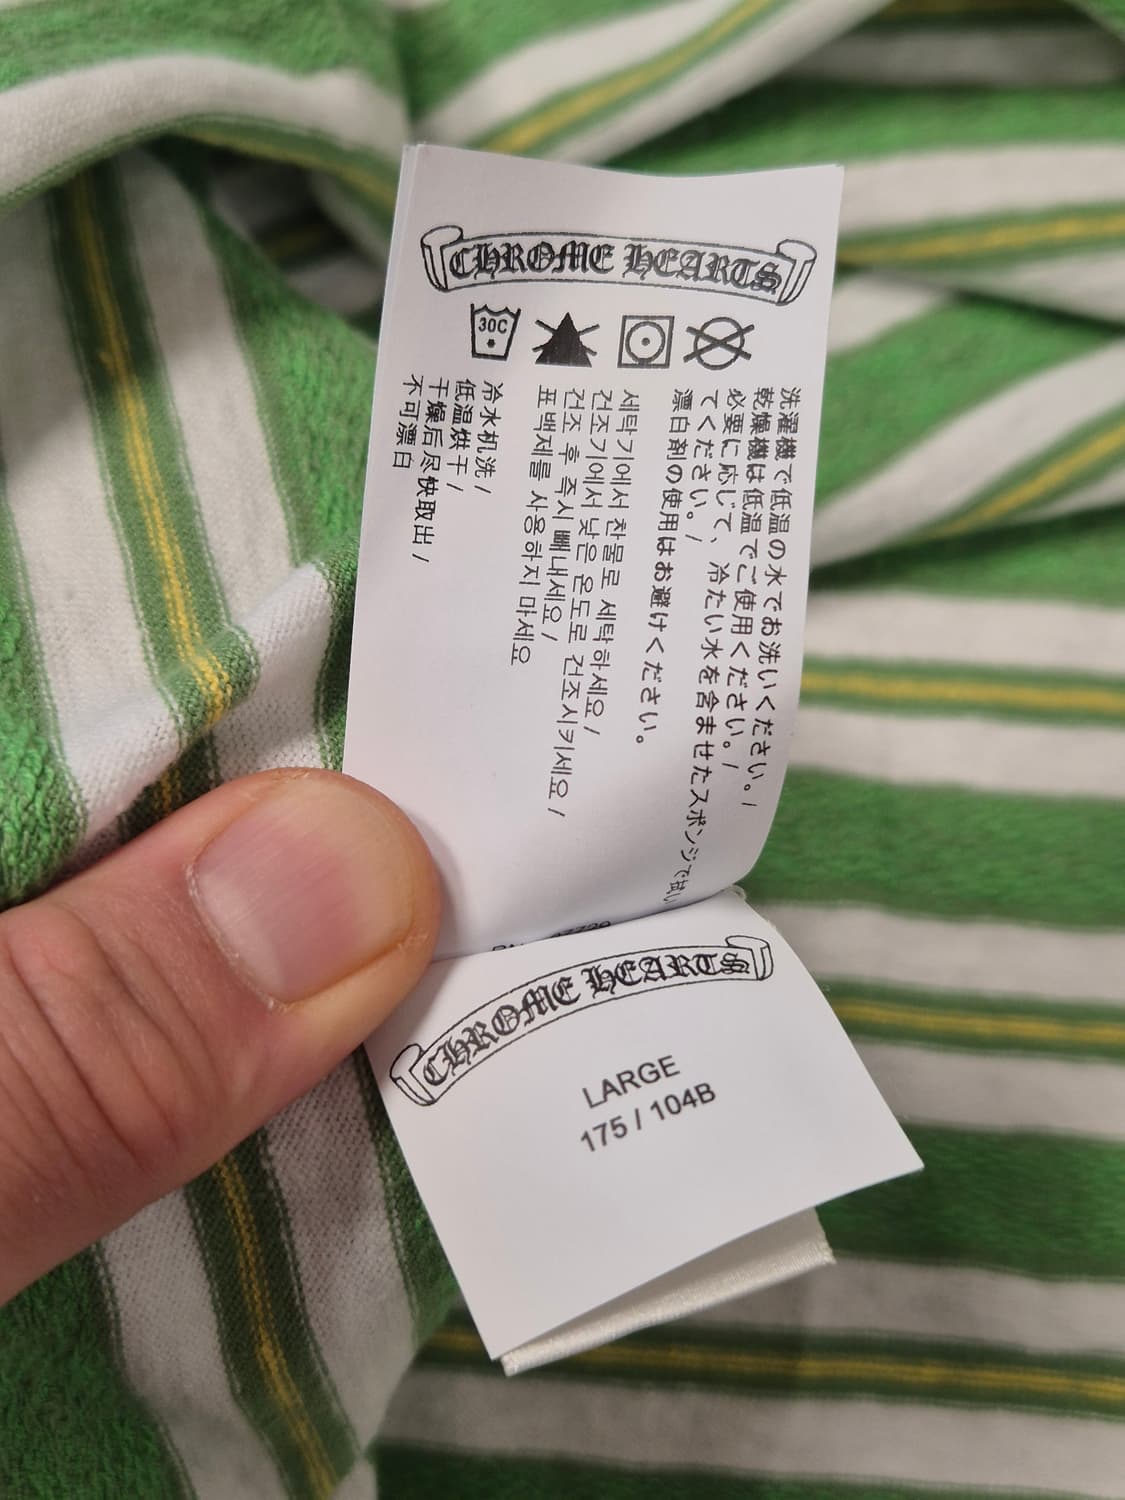 CHROME HEARTS
30C
洗濯機で低温の水でお洗いください。/
乾燥機は低温でご使用ください。/
必要に応じて、冷たい水を含ませたスポンジで拭い
てください。/
漂白剤の使用はお避けください。
세탁기에서 찬물로 세탁하세요 /
건조기에서 낮은 온도로 건조시키세요 /
건조 후 즉시 빼내세요 /
표백제를 사용하지 마세요
冷水机洗 /
低温烘干 /
干燥后尽快取出 /
不可漂白
CHROME HEARTS
LARGE
175 / 104B